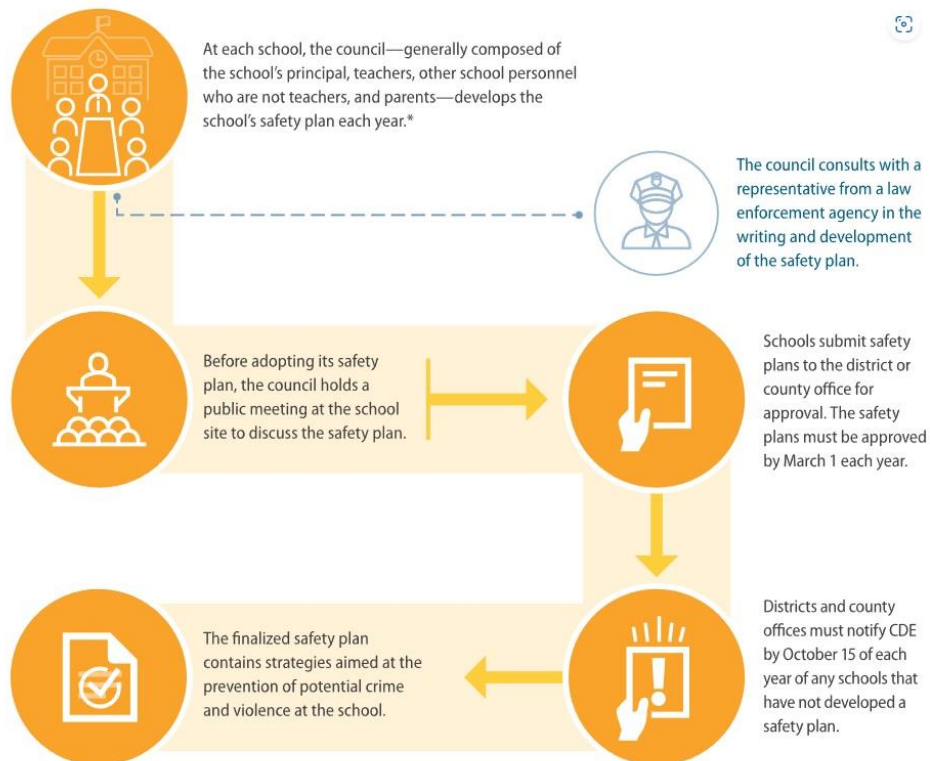 At each school, the council—generally composed of
the school's principal, teachers, other school personnel
who are not teachers, and parents—develops the
school's safety plan each year.*
The council consults with a
representative from a law
enforcement agency in the
writing and development
of the safety plan.
Before adopting its safety
plan, the council holds a
public meeting at the school
site to discuss the safety plan.
Schools submit safety
plans to the district or
county office for
approval. The safety
plans must be approved
by March 1 each year.
Districts and county
offices must notify CDE
by October 15 of each
year of any schools that
have not developed a
safety plan.
The finalized safety plan
contains strategies aimed at the
prevention of potential crime
and violence at the school.